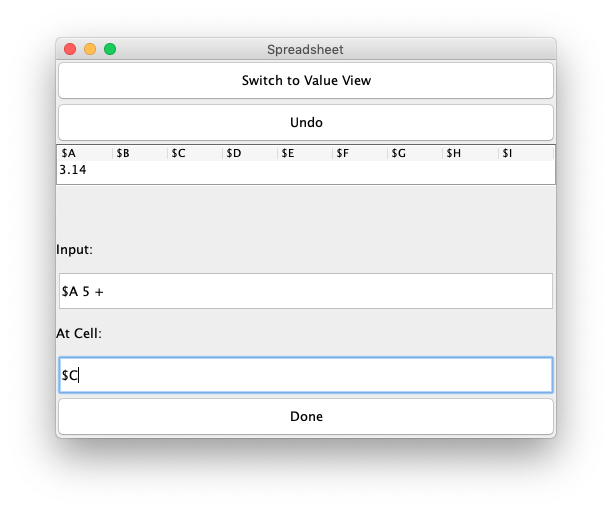 Spreadsheet
Switch to Value View
Undo
$A $B $C $D $E $F $G $H $I
3.14
Input:
$A 5 +
At Cell:
$C
Done